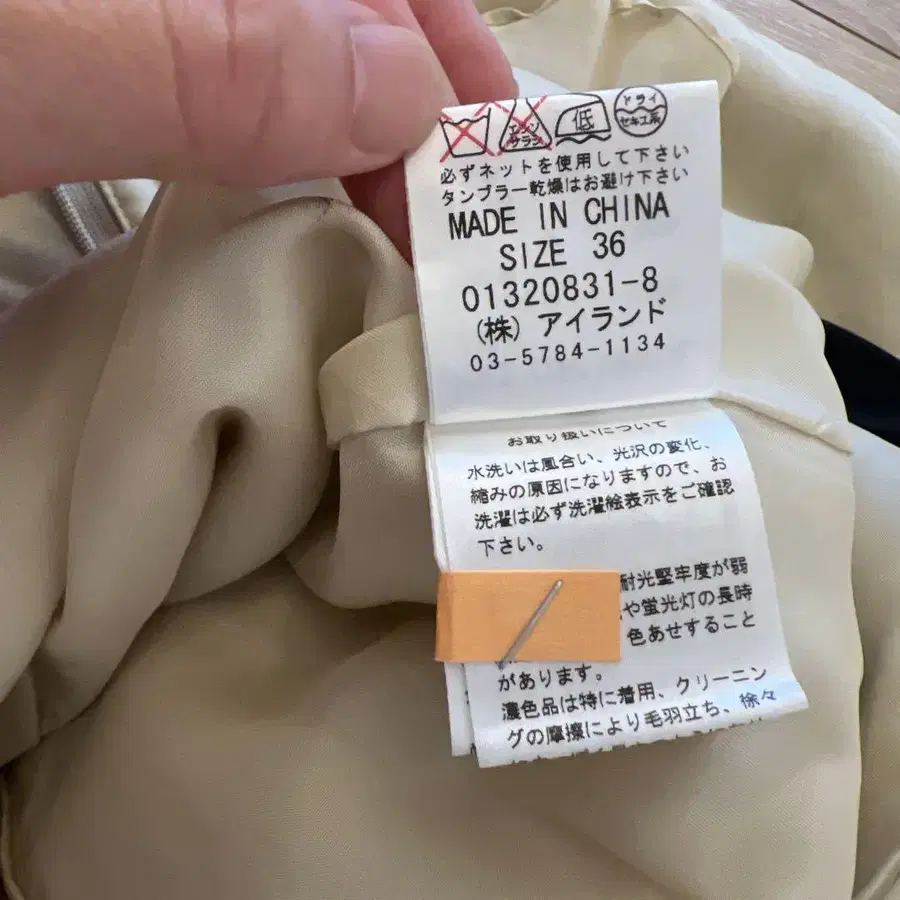 エンソ
サラシ
低
ドライ
セキユ系
必ずネットを使用して下さい
タンブラー乾燥はお避け下さい
MADE IN CHINA
SIZE 36
01320831-8
(株) アイランド
03-5784-1134
お取り扱いについて
水洗いは風合い、光沢の変化、
縮みの原因になりますので、お
洗濯は必ず洗濯絵表示をご確認
下さい。
耐光堅牢度が弱
や蛍光灯の長時
色あせすること
があります。
濃色品は特に着用、クリーニン
グの摩擦により毛羽立ち、徐々